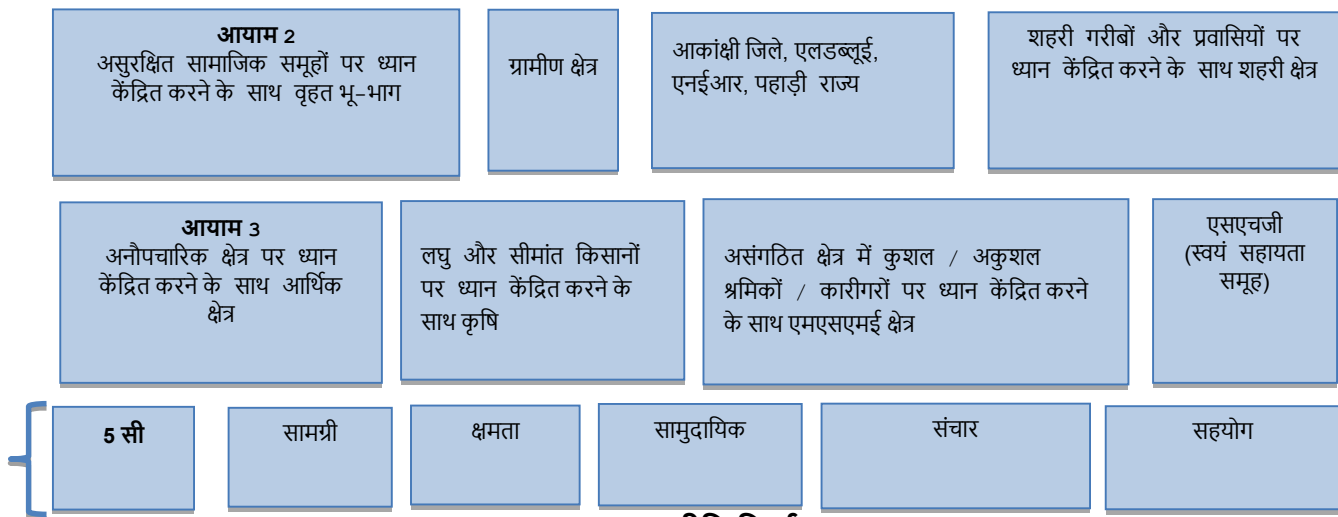 आयाम 2
असुरक्षित सामाजिक समूहों पर ध्यान
केंद्रित करने के साथ वृहत भू-भाग
ग्रामीण क्षेत्र
आकांक्षी जिले, एलडब्लूई,
एनईआर, पहाड़ी राज्य
शहरी गरीबों और प्रवासियों पर
ध्यान केंद्रित करने के साथ शहरी क्षेत्र
आयाम 3
अनौपचारिक क्षेत्र पर ध्यान
केंद्रित करने के साथ आर्थिक
क्षेत्र
लघु और सीमांत किसानों
पर ध्यान केंद्रित करने के
साथ कृषि
असंगठित क्षेत्र में कुशल / अकुशल
श्रमिकों / कारीगरों पर ध्यान केंद्रित करने
के साथ एमएसएमई क्षेत्र
एसएचजी
(स्वयं सहायता
समूह)
5 सी
सामग्री
क्षमता
सामुदायिक
संचार
सहयोग